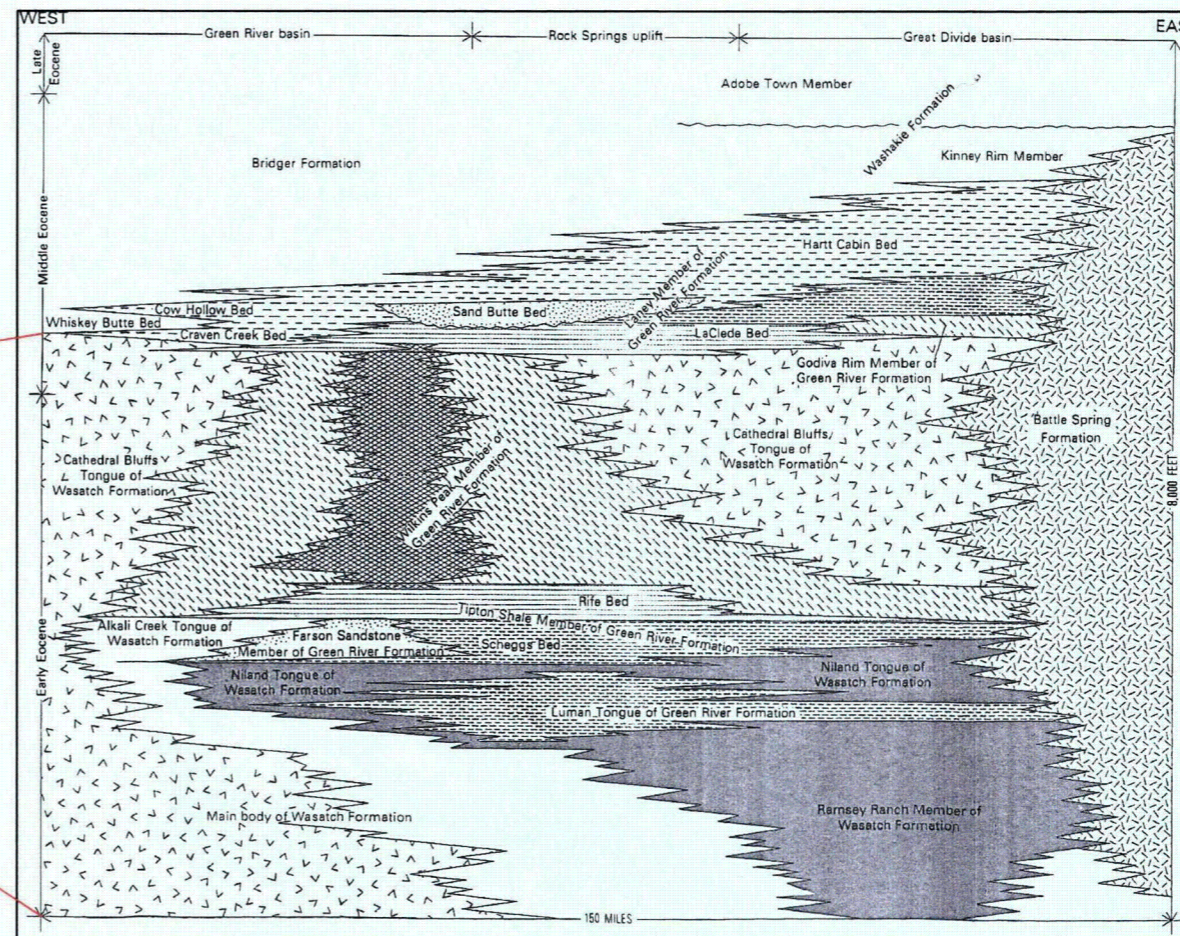 WEST
EAS
Green River basin
Rock Springs uplift
Great Divide basin
Late
Eocene
Adobe Town Member
Washakie Formation
Kinney Rim Member
Bridger Formation
Middle Eocene
Hartt Cabin Bed
Laney Member of
Green River Formation
Cow Hollow Bed
Sand Butte Bed
Whiskey Butte Bed
Craven Creek Bed
LaClede Bed
Godiva Rim Member of
Green River Formation
Battle Spring
Formation
Cathedral Bluffs
Tongue of
Wasatch Formation
Wilkins Peak Member of
Green River Formation
Cathedral Bluffs
Tongue of
Wasatch Formation
8,000 FEET
Rife Bed
Tipton Shale Member of Green River Formation
Alkali Creek Tongue of
Wasatch Formation
Farson Sandstone
Member of Green River Formation
Scheggs Bed
Early Eocene
Niland Tongue of
Wasatch Formation
Niland Tongue of
Wasatch Formation
Luman Tongue of Green River Formation
Main body of Wasatch Formation
Ramsey Ranch Member of
Wasatch Formation
150 MILES